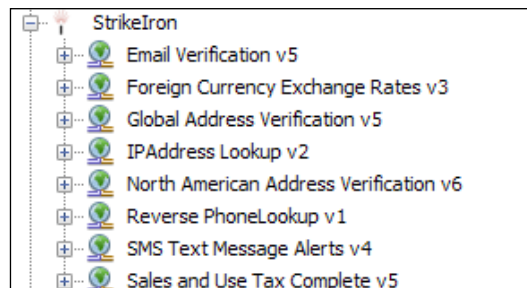 StrikeIron
Email Verification v5
Foreign Currency Exchange Rates v3
Global Address Verification v5
IPAddress Lookup v2
North American Address Verification v6
Reverse PhoneLookup v1
SMS Text Message Alerts v4
Sales and Use Tax Complete v5